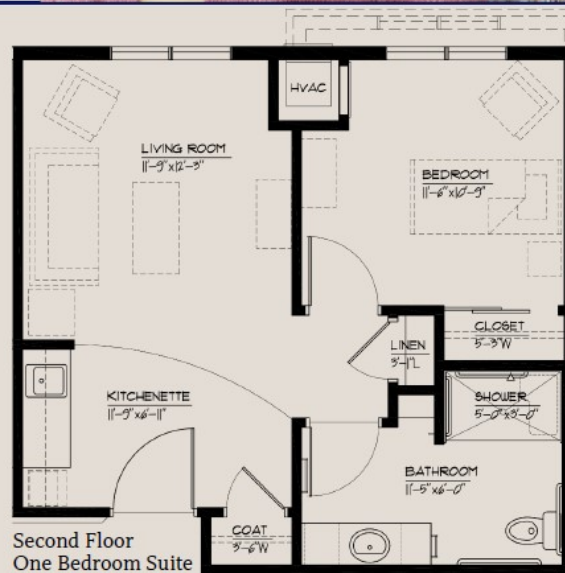 HVAC
LIVING ROOM
11'-9"x12'-3"
BEDROOM
11'-6"x10'-9"
LINEN
3'-1"L
CLOSET
5'-3"W
KITCHENETTE
11'-9"x6'-11"
SHOWER
5'-0"x3'-0"
BATHROOM
11'-5"x6'-0"
COAT
3'-6"W
Second Floor
One Bedroom Suite